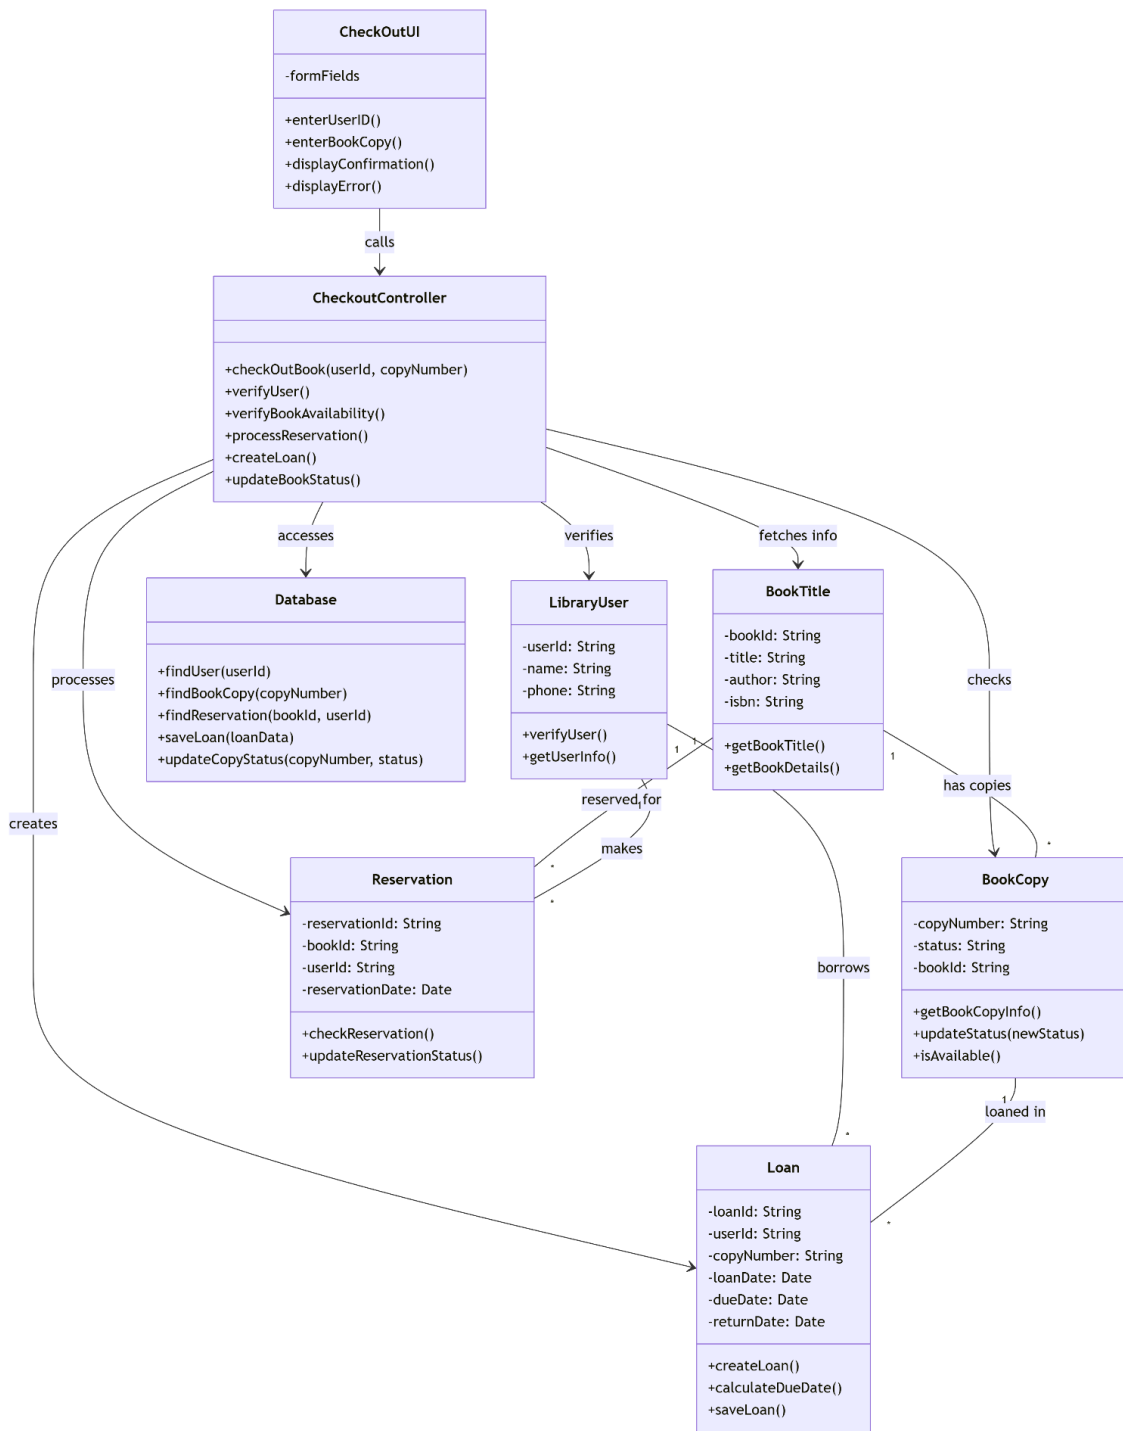 CheckOutUI
-formFields
+enterUserID()
+enterBookCopy()
+displayConfirmation()
+displayError()
calls
CheckoutController
+checkOutBook(userId, copyNumber)
+verifyUser()
+verifyBookAvailability()
+processReservation()
+createLoan()
+updateBookStatus()
accesses
verifies
fetches info
Database
+findUser(userId)
+findBookCopy(copyNumber)
+findReservation(bookId, userId)
+saveLoan(loanData)
+updateCopyStatus(copyNumber, status)
LibraryUser
-userId: String
-name: String
-phone: String
+verifyUser()
+getUserInfo()
BookTitle
-bookId: String
-title: String
-author: String
-isbn: String
+getBookTitle()
+getBookDetails()
processes
checks
1
1
1
has copies
reserved for
1
creates
makes
*
*
*
Reservation
-reservationId: String
-bookId: String
-userId: String
-reservationDate: Date
+checkReservation()
+updateReservationStatus()
BookCopy
-copyNumber: String
-status: String
-bookId: String
+getBookCopyInfo()
+updateStatus(newStatus)
+isAvailable()
borrows
1
loaned in
*
*
Loan
-loanId: String
-userId: String
-copyNumber: String
-loanDate: Date
-dueDate: Date
-returnDate: Date
+createLoan()
+calculateDueDate()
+saveLoan()